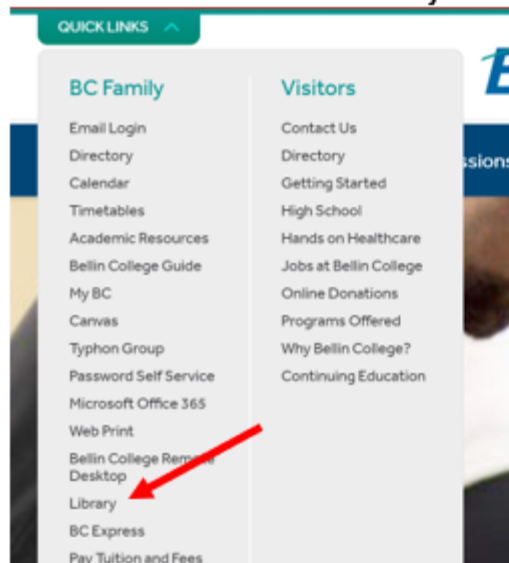 QUICK LINKS
BC Family
Email Login
Directory
Calendar
Timetables
Academic Resources
Bellin College Guide
My BC
Canvas
Typhon Group
Password Self Service
Microsoft Office 365
Web Print
Bellin College Remote
Desktop
Library
BC Express
Pay Tuition and Fees
Visitors
Contact Us
Directory
Getting Started
High School
Hands on Healthcare
Jobs at Bellin College
Online Donations
Programs Offered
Why Bellin College?
Continuing Education
B
ssions